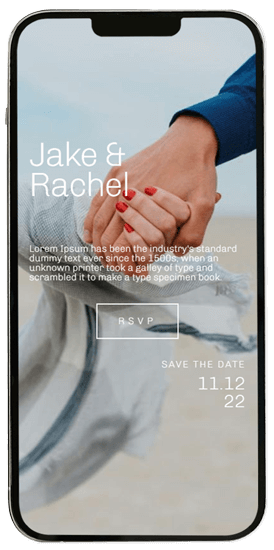 Jake &
Rachel
Lorem Ipsum has been the industry's standard
dummy text ever since the 1500s, when an
unknown printer took a galley of type and
scrambled it to make a type specimen book.
RSVP
SAVE THE DATE
11.12
22